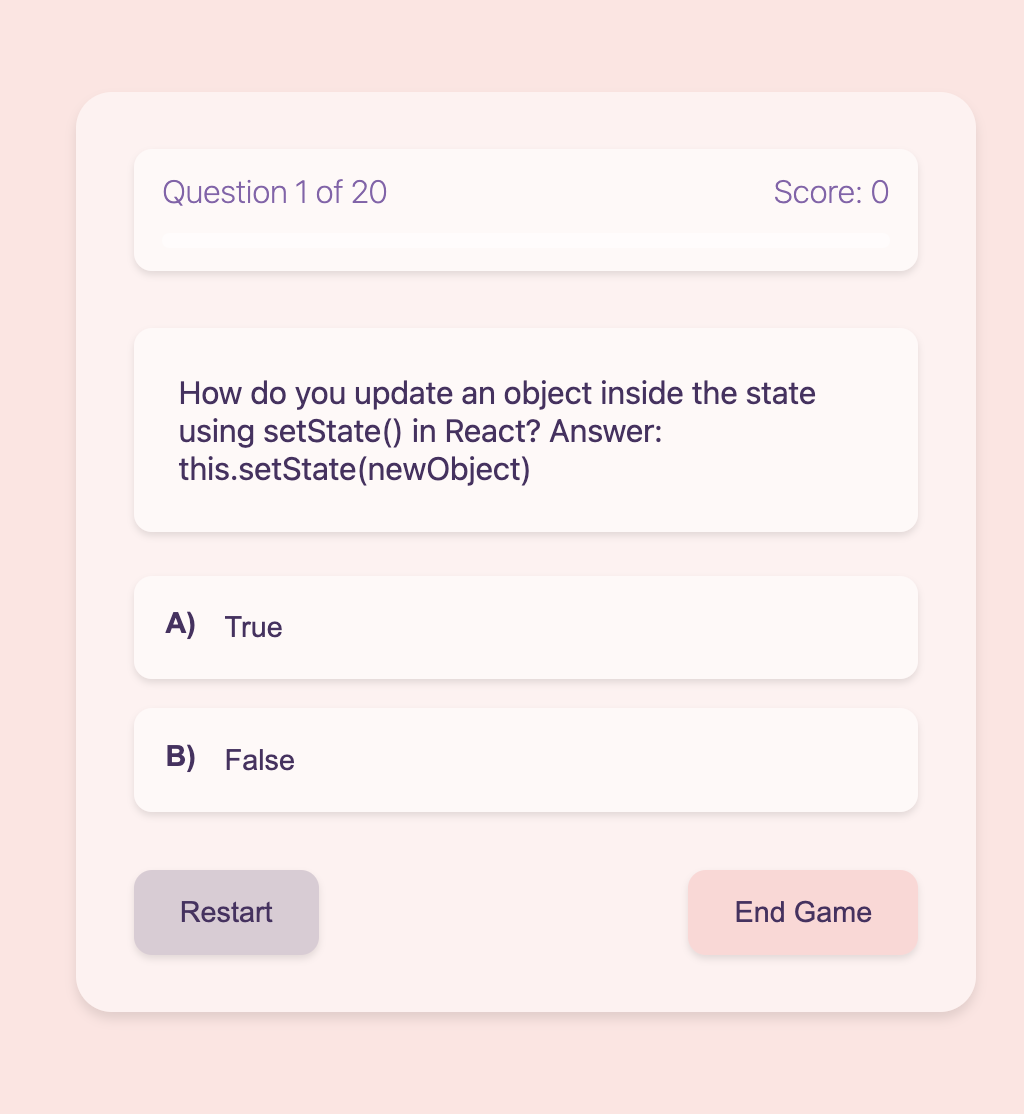 Question 1 of 20
Score: 0
How do you update an object inside the state
using setState() in React? Answer:
this.setState(newObject)
A) True
B) False
Restart
End Game